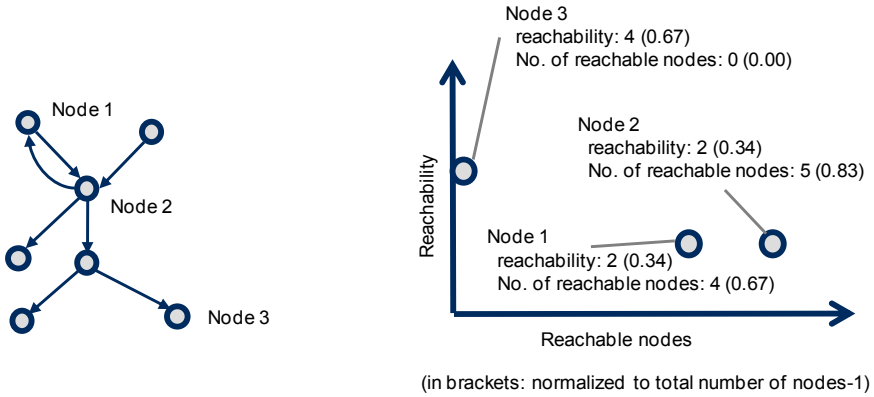 Node 1
Node 2
Node 3
Node 3
reachability: 4 (0.67)
No. of reachable nodes: 0 (0.00)
Node 2
reachability: 2 (0.34)
No. of reachable nodes: 5 (0.83)
Node 1
reachability: 2 (0.34)
No. of reachable nodes: 4 (0.67)
Reachability
Reachable nodes
(in brackets: normalized to total number of nodes-1)